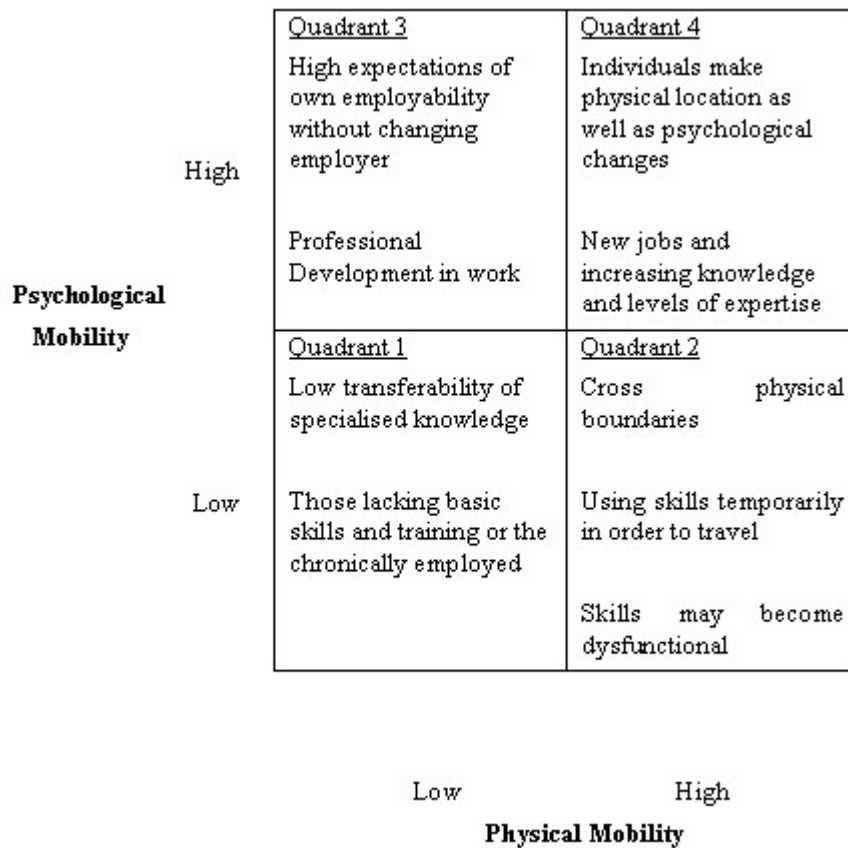 Quadrant 3
High expectations of
own employability
without changing
employer
Professional
Development in work
Quadrant 4
Individuals make
physical location as
well as psychological
changes
New jobs and
increasing knowledge
and levels of expertise
High
Psychological
Mobility
Quadrant 1
Low transferability of
specialised knowledge
Those lacking basic
skills and training or the
chronically employed
Quadrant 2
Cross physical
boundaries
Using skills temporarily
in order to travel
Skills may become
dysfunctional
Low
Low High
Physical Mobility